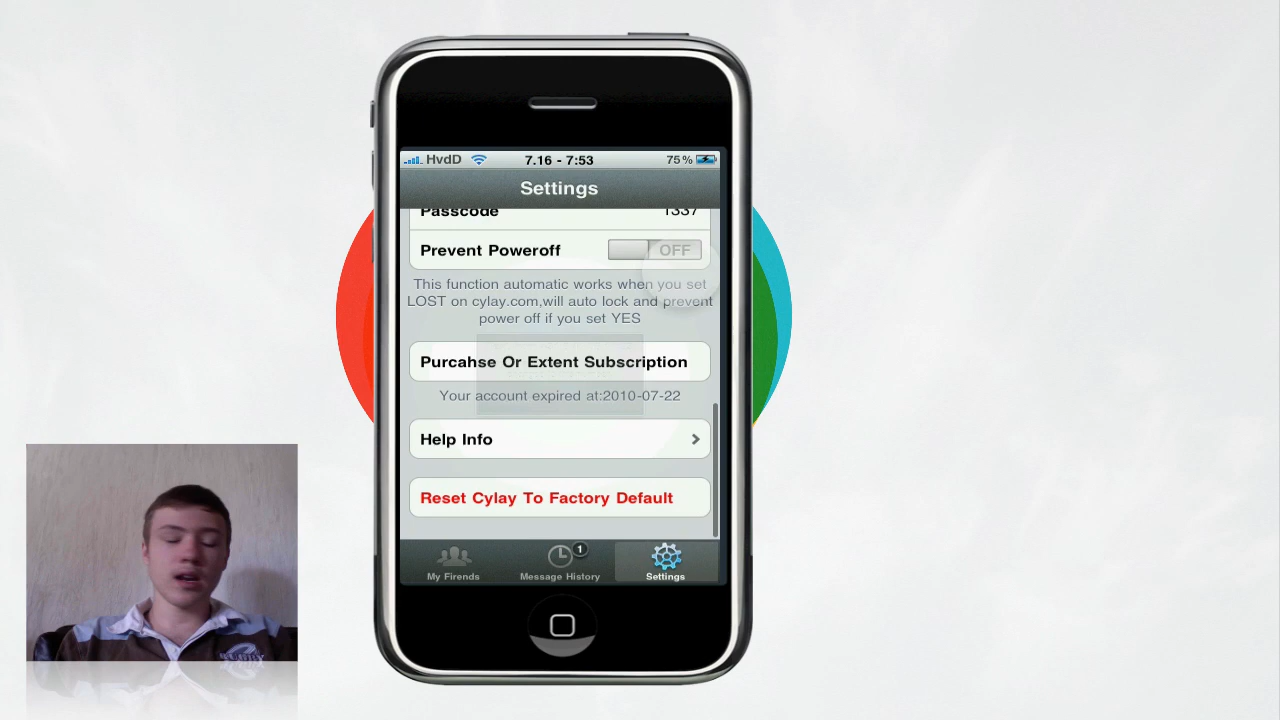 HvdD 7.16 - 7:53 75%
Settings
Passcode 1337
Prevent Poweroff OFF
This function automatic works when you set
LOST on cylay.com,will auto lock and prevent
power off if you set YES
Purcahse Or Extent Subscription
Your account expired at:2010-07-22
Help Info
Reset Cylay To Factory Default
1
My Firends Message History Settings